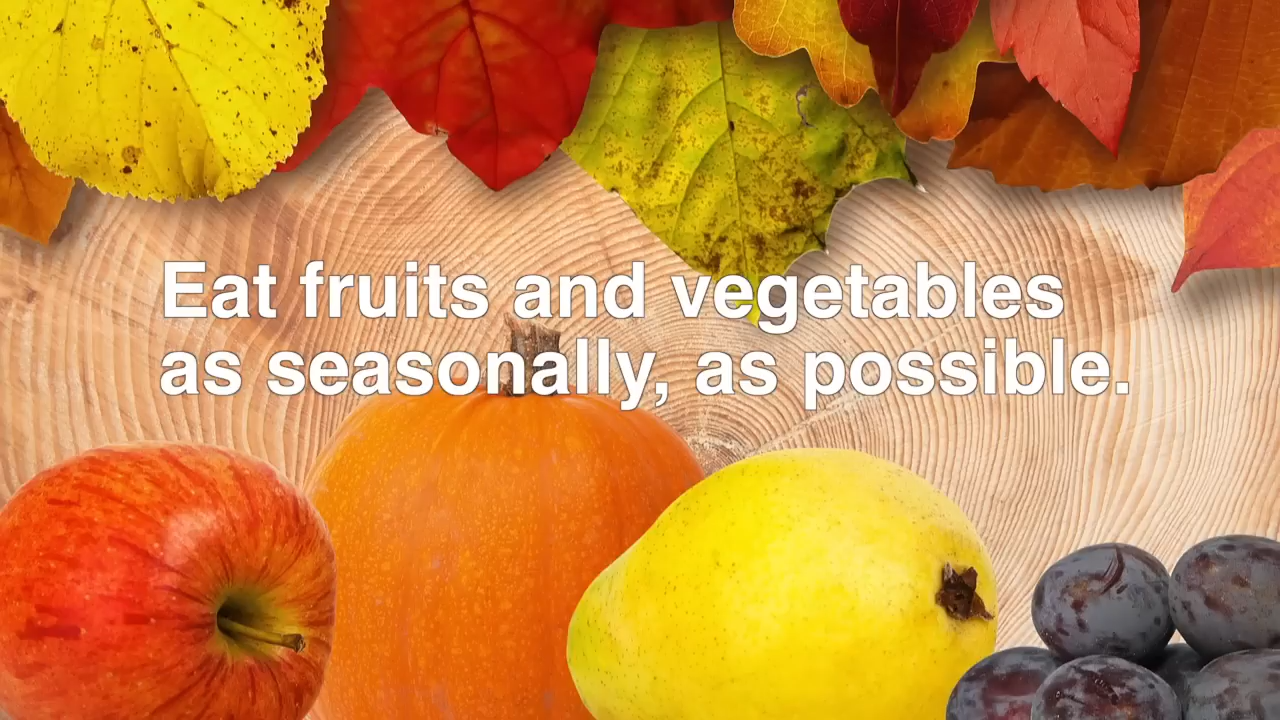 Eat fruits and vegetables
as seasonally, as possible.